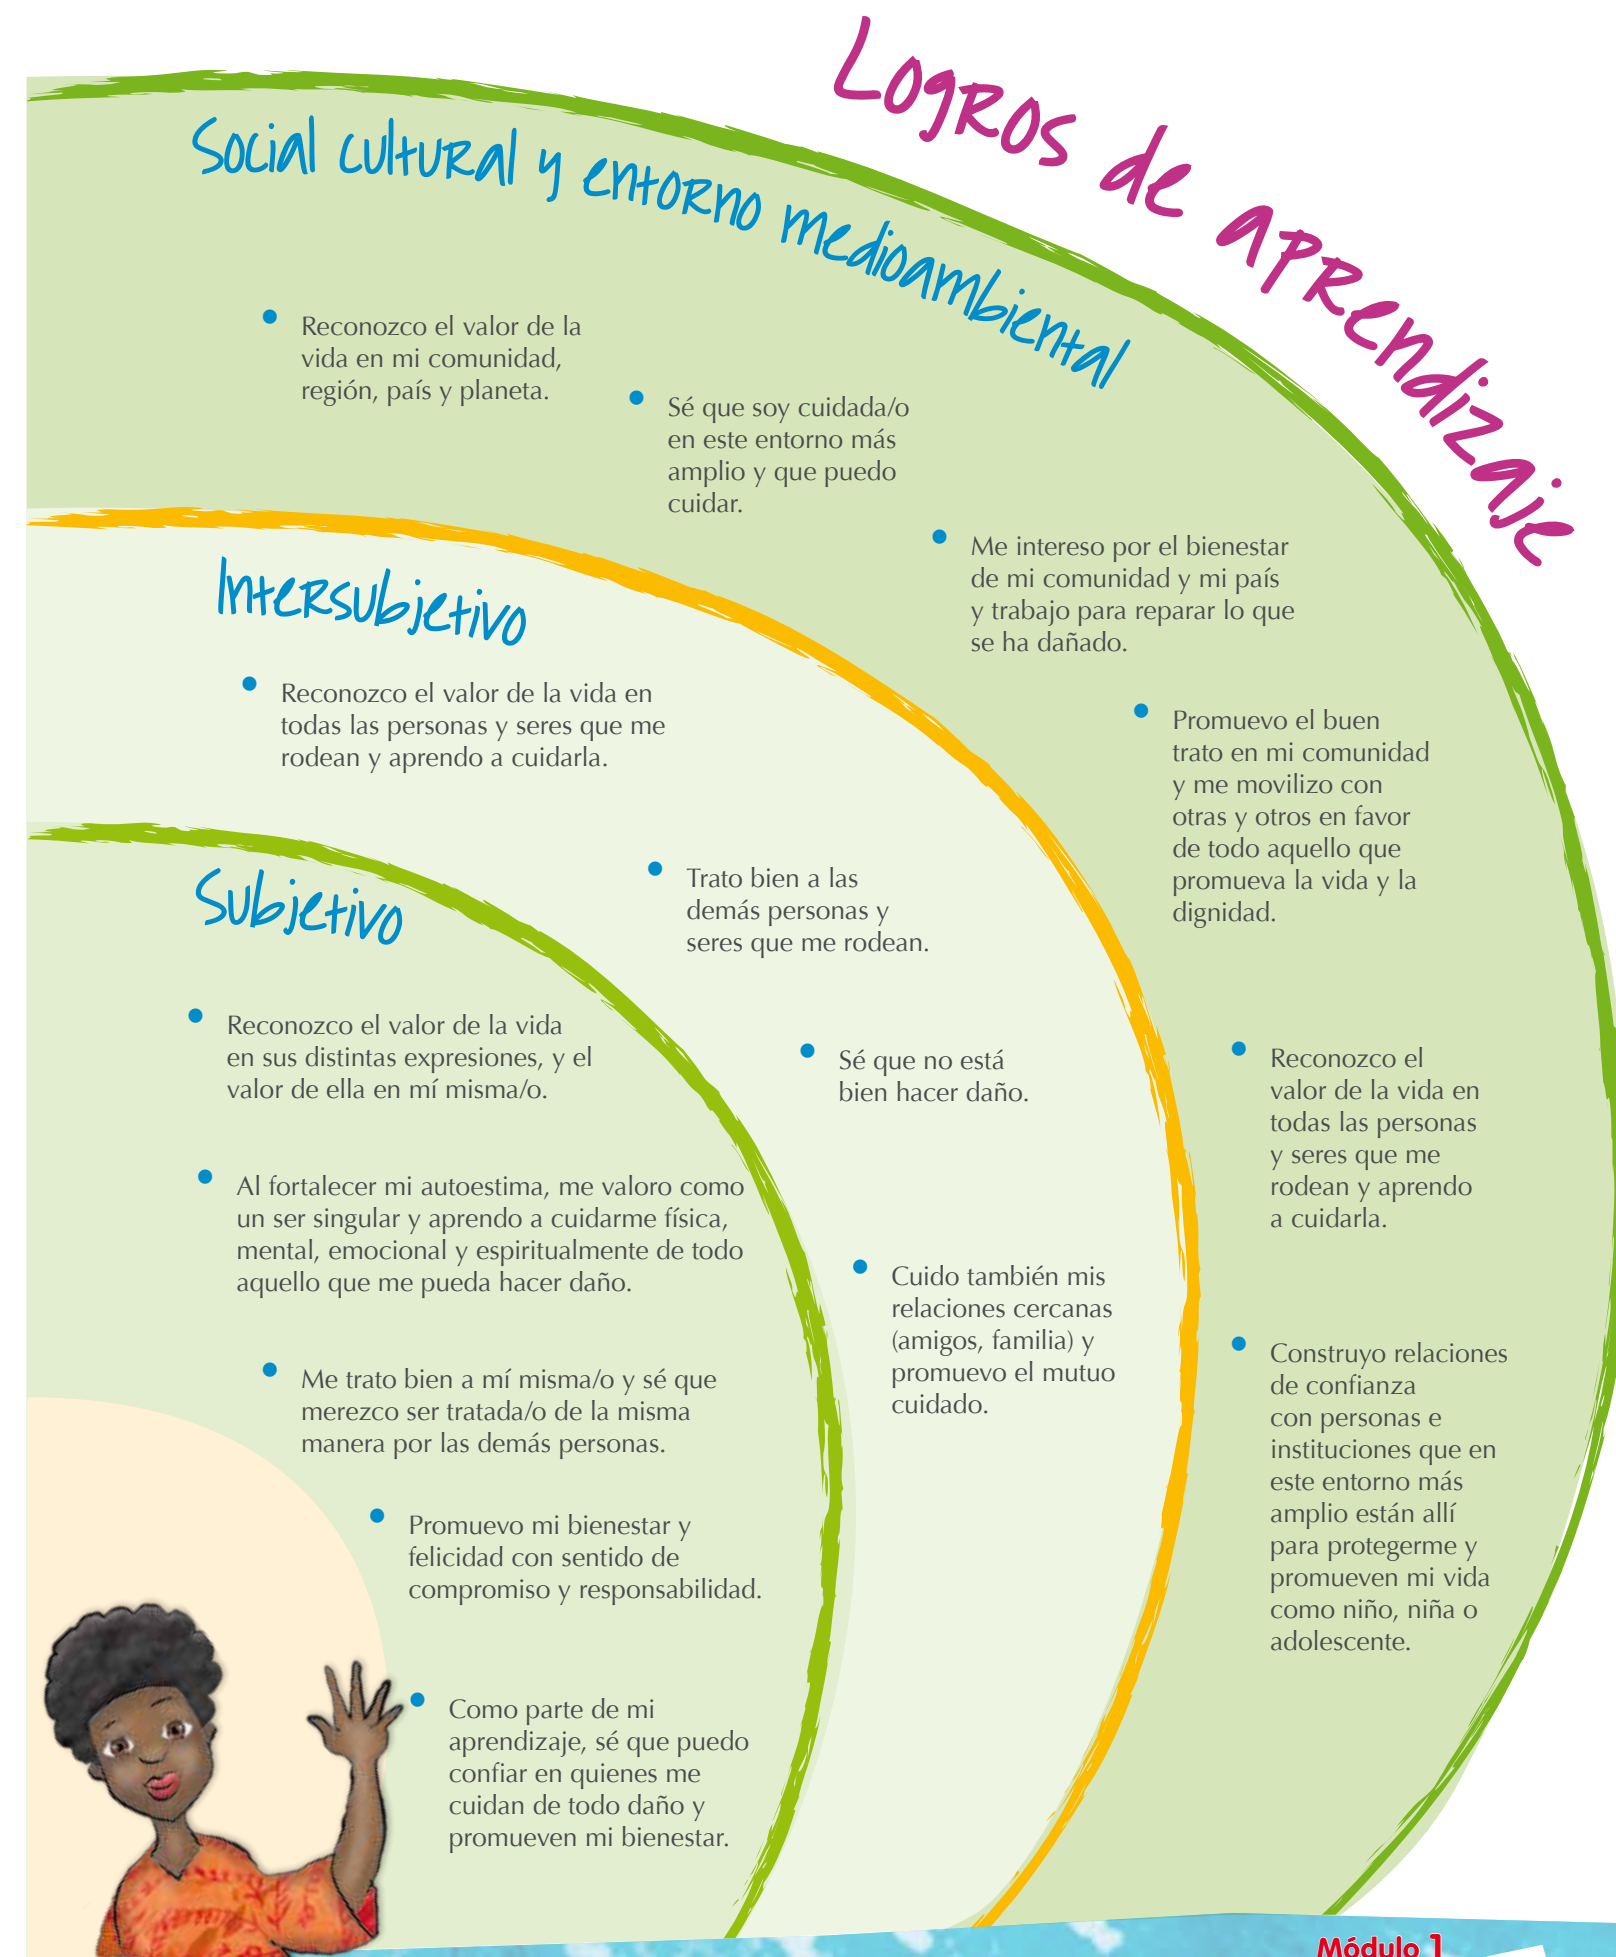 Logros de aprendizaje
Social cultural y entorno medioambiental
Reconozco el valor de la
vida en mi comunidad,
región, país y planeta.
Sé que soy cuidada/o
en este entorno más
amplio y que puedo
cuidar.
Me intereso por el bienestar
de mi comunidad y mi país
y trabajo para reparar lo que
se ha dañado.
Promuevo el buen
trato en mi comunidad
y me movilizo con
otras y otros en favor
de todo aquello que
promueva la vida y la
dignidad.
Reconozco el
valor de la vida en
todas las personas
y seres que me
rodean y aprendo
a cuidarla.
Construyo relaciones
de confianza
con personas e
instituciones que en
este entorno más
amplio están allí
para protegerme y
promueven mi vida
como niño, niña o
adolescente.
Intersubjetivo
Reconozco el valor de la vida en
todas las personas y seres que me
rodean y aprendo a cuidarla.
Trato bien a las
demás personas y
seres que me rodean.
Sé que no está
bien hacer daño.
Cuido también mis
relaciones cercanas
(amigos, familia) y
promuevo el mutuo
cuidado.
Subjetivo
Reconozco el valor de la vida
en sus distintas expresiones, y el
valor de ella en mí misma/o.
Al fortalecer mi autoestima, me valoro como
un ser singular y aprendo a cuidarme física,
mental, emocional y espiritualmente de todo
aquello que me pueda hacer daño.
Me trato bien a mí misma/o y sé que
merezco ser tratada/o de la misma
manera por las demás personas.
Promuevo mi bienestar y
felicidad con sentido de
compromiso y responsabilidad.
Como parte de mi
aprendizaje, sé que puedo
confiar en quienes me
cuidan de todo daño y
promueven mi bienestar.
Módulo 1